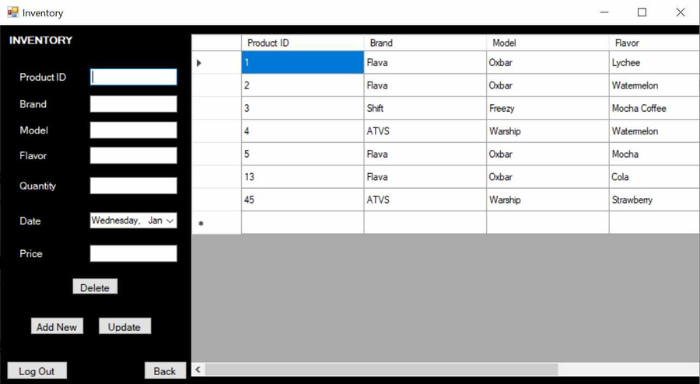 Inventory
INVENTORY
Product ID
Brand
Model
Flavor
Quantity
Date Wednesday, Jan
Price
Delete
Add New Update
Log Out Back
Product ID Brand Model Flavor
1 Flava Oxbar Lychee
2 Flava Oxbar Watermelon
3 Shift Freezy Mocha Coffee
4 ATVS Warship Watermelon
5 Flava Oxbar Mocha
13 Flava Oxbar Cola
45 ATVS Warship Strawberry